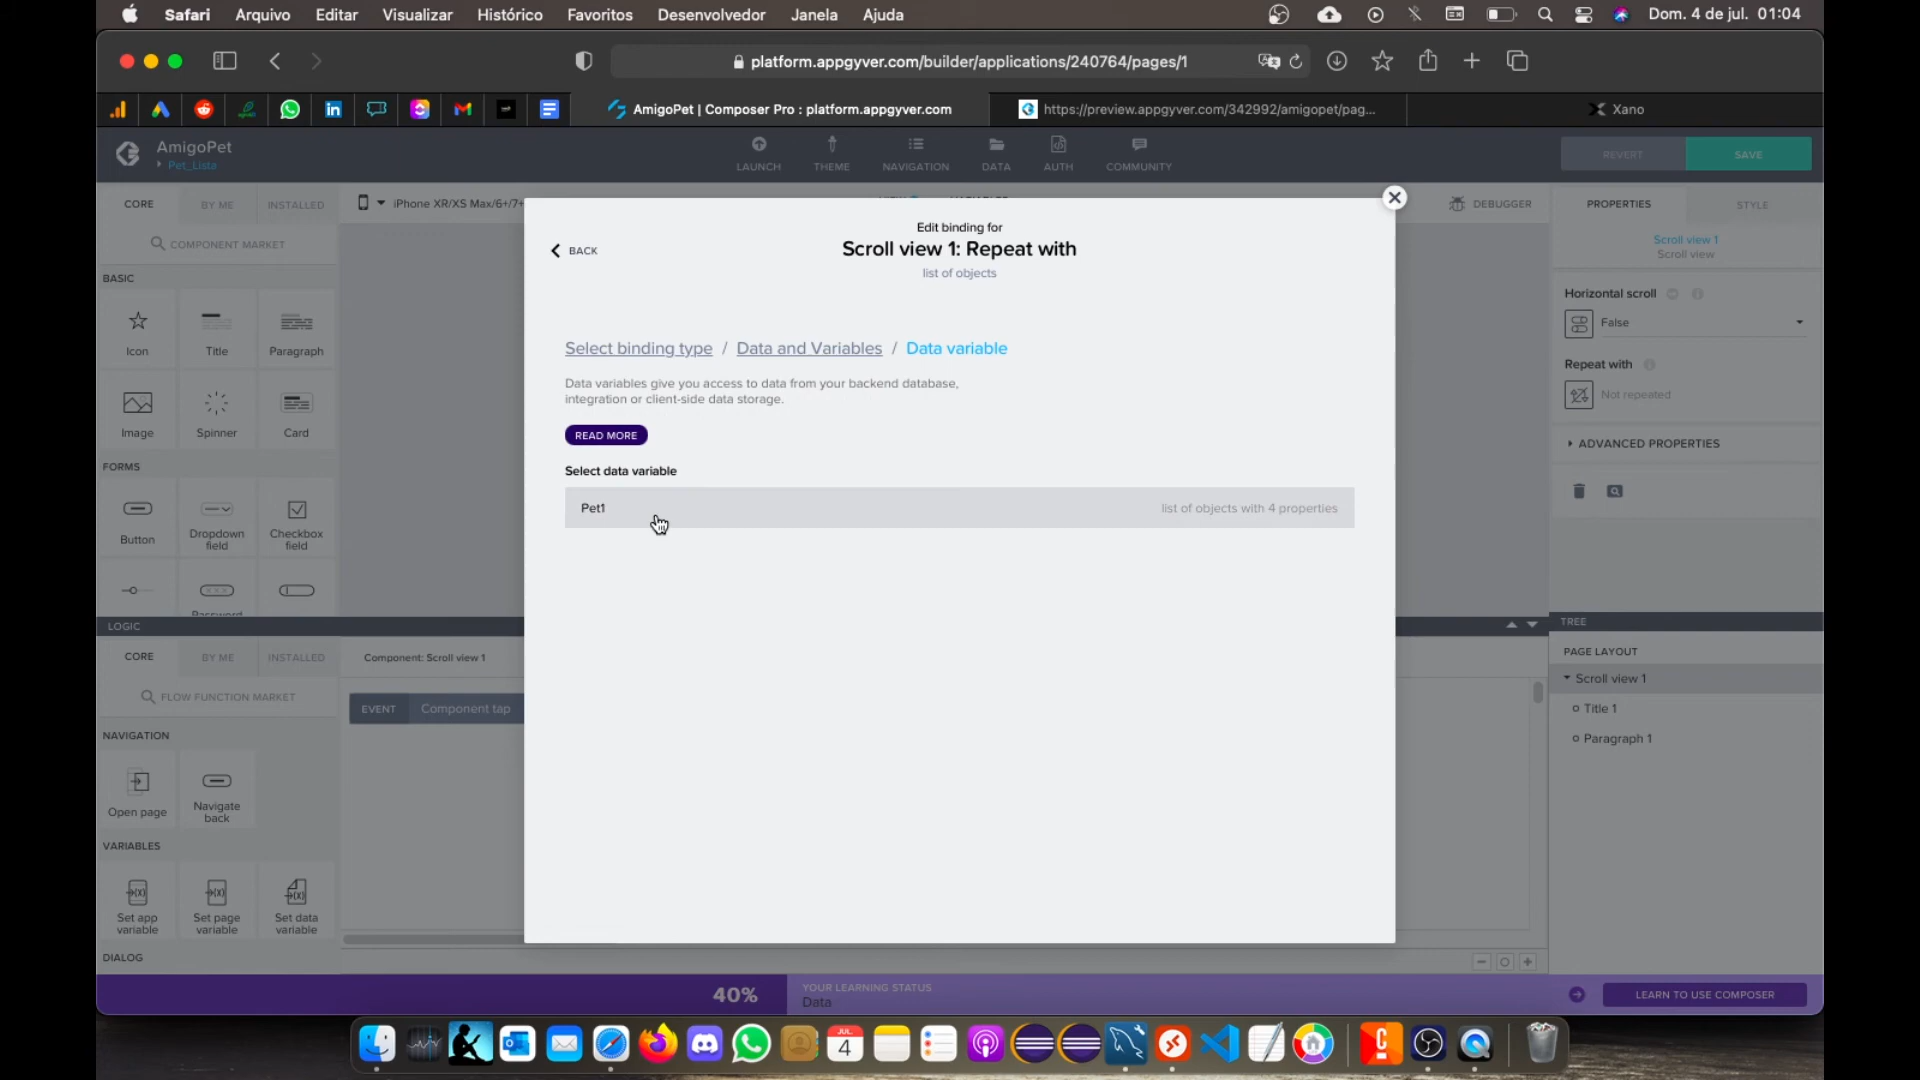 Safari Arquivo Editar Visualizar Histórico Favoritos Desenvolvedor Janela Ajuda Dom. 4 de jul. 01:04
platform.appgyver.com/builder/applications/240764/pages/1
AmigoPet | Composer Pro : platform.appgyver.com
https://preview.appgyver.com/342992/amigopet/pag...
Xano
AmigoPet
Pet_Lista
LAUNCH THEME NAVIGATION DATA AUTH COMMUNITY
REVERT SAVE
CORE BY ME INSTALLED
iPhone XR/XS Max/6+/7+
DEBUGGER
PROPERTIES STYLE
COMPONENT MARKET
BASIC
Icon Title Paragraph
Image Spinner Card
FORMS
Button Dropdown field Checkbox field
Password
Edit binding for
BACK
Scroll view 1: Repeat with
list of objects
Select binding type / Data and Variables / Data variable
Data variables give you access to data from your backend database,
integration or client-side data storage.
READ MORE
Select data variable
Pet1 list of objects with 4 properties
Scroll view 1
Scroll view
Horizontal scroll
False
Repeat with
Not repeated
ADVANCED PROPERTIES
LOGIC
CORE BY ME INSTALLED
Component: Scroll view 1
FLOW FUNCTION MARKET
EVENT Component tap
NAVIGATION
Open page Navigate back
VARIABLES
Set app variable Set page variable Set data variable
DIALOG
TREE
PAGE LAYOUT
Scroll view 1
Title 1
Paragraph 1
40%
YOUR LEARNING STATUS
Data
LEARN TO USE COMPOSER
JUL
4